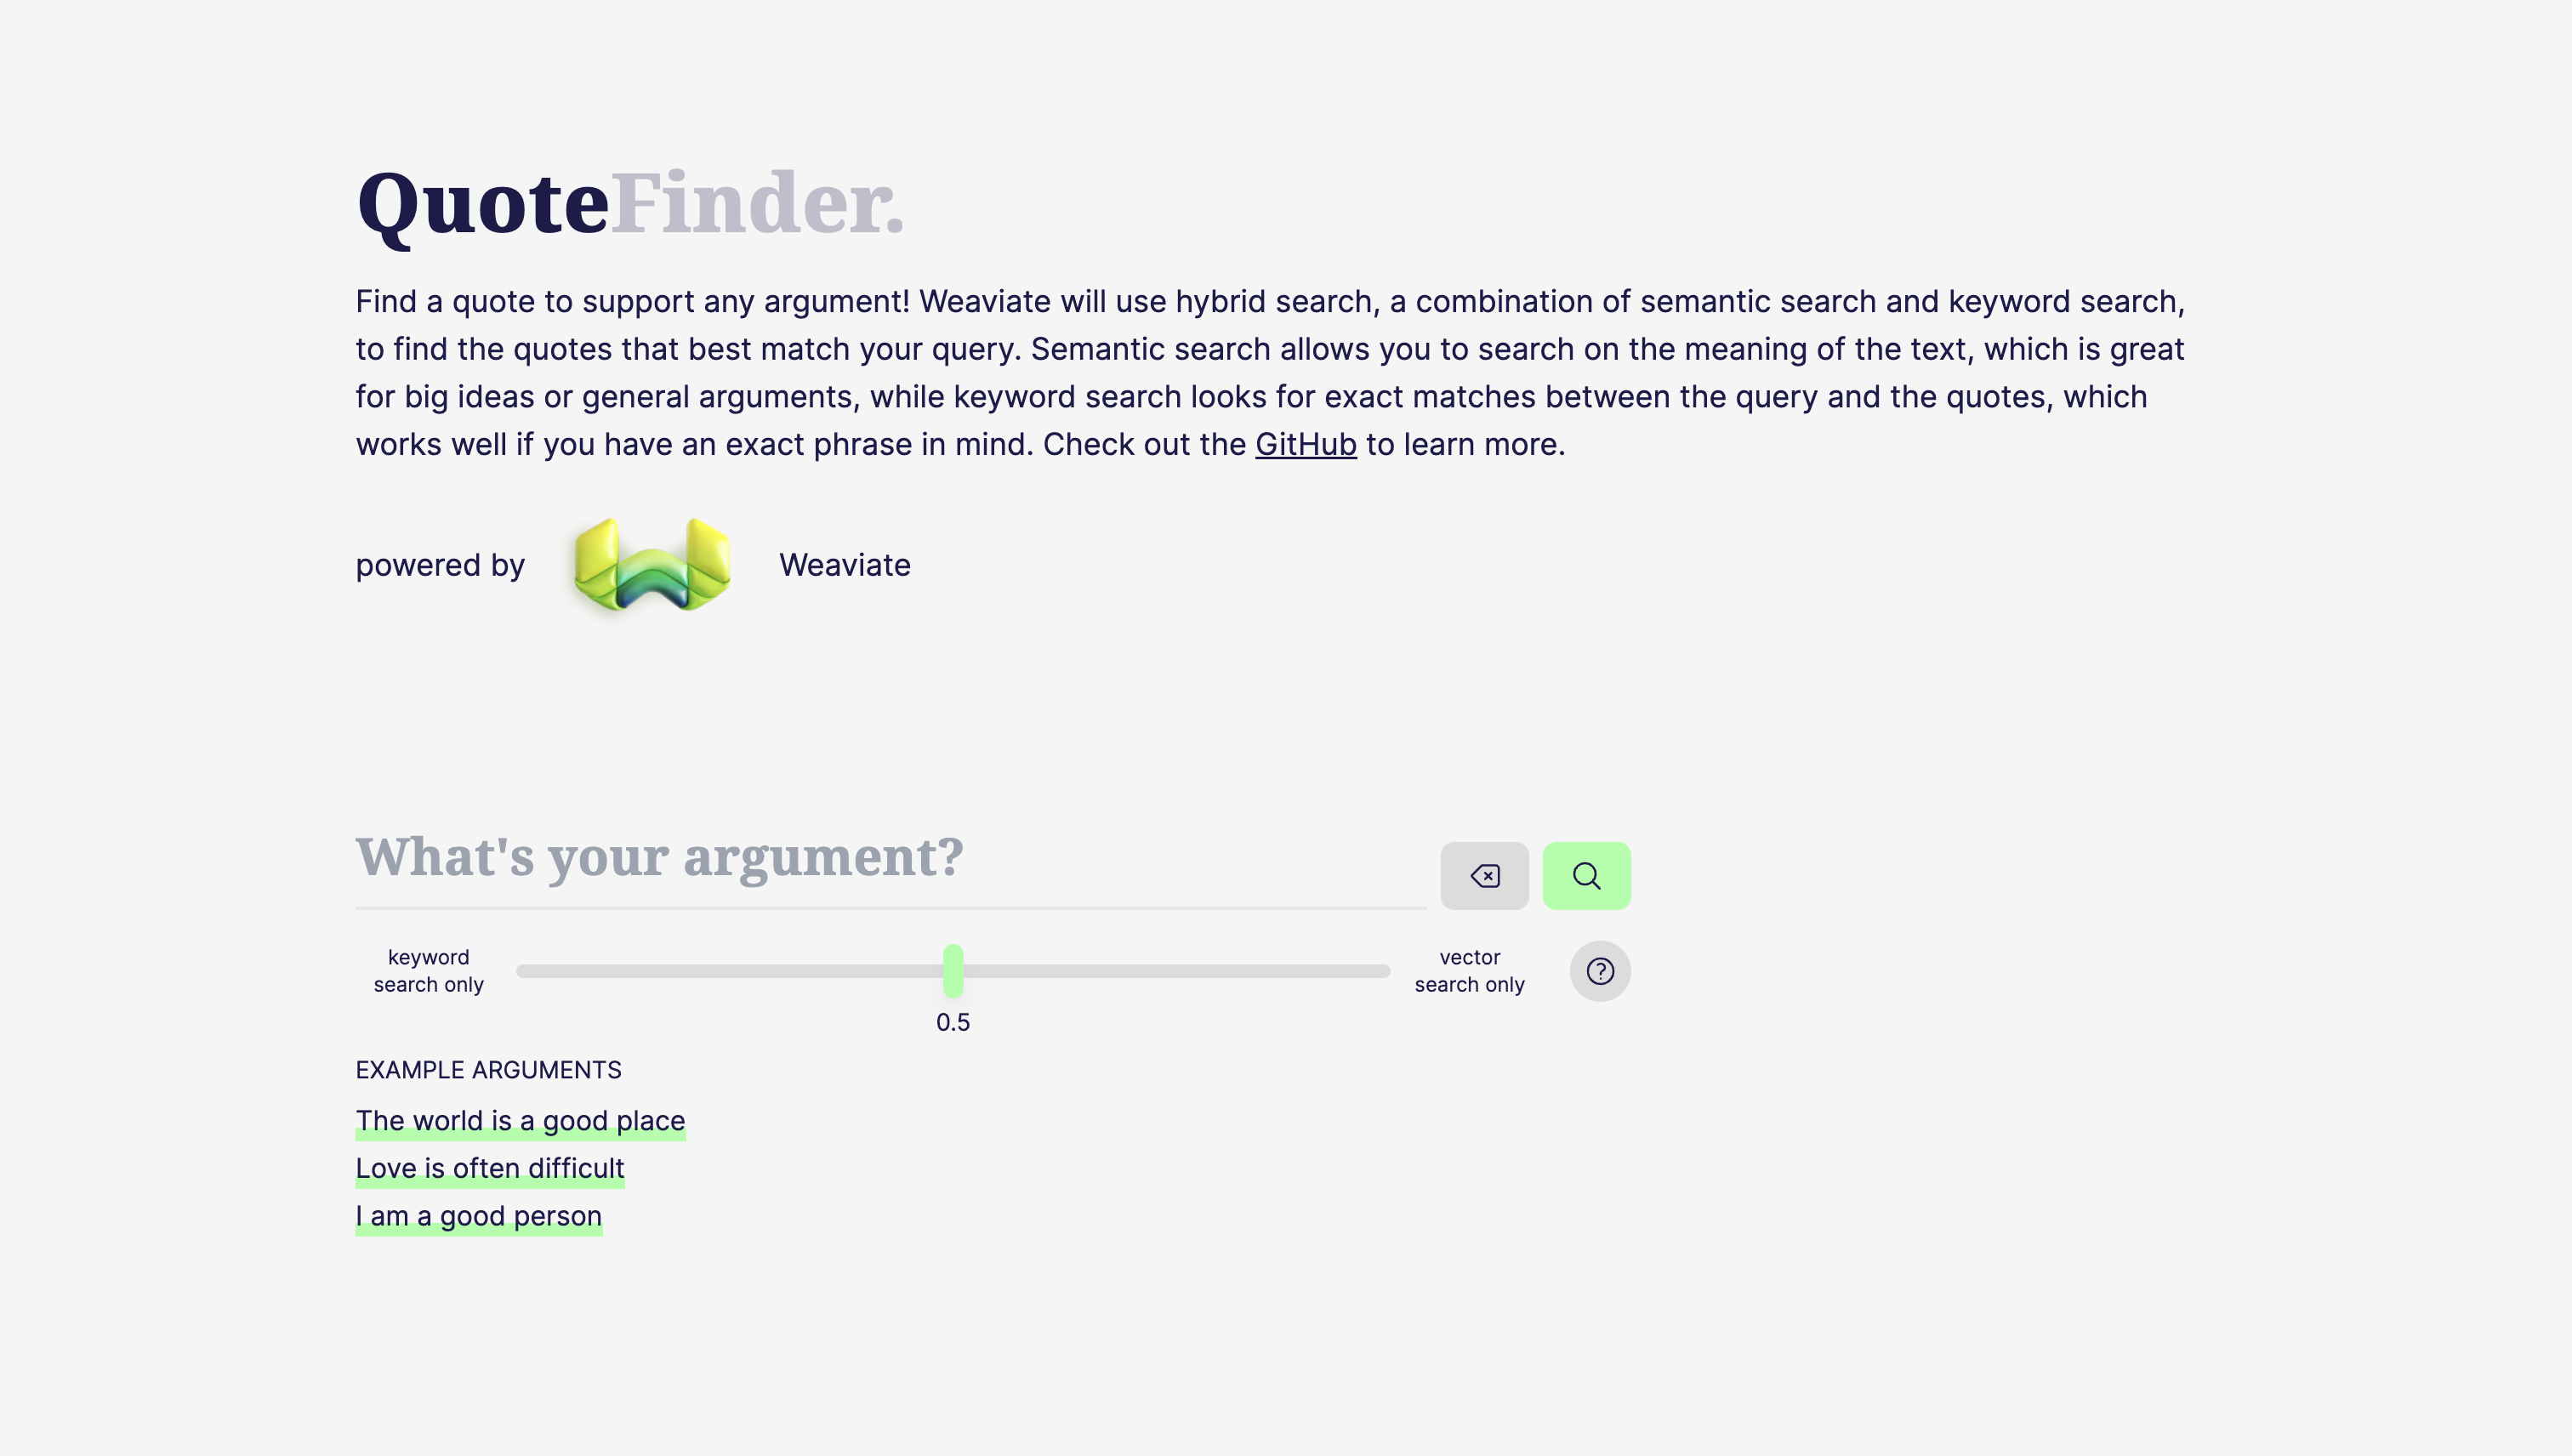 QuoteFinder.
Find a quote to support any argument! Weaviate will use hybrid search, a combination of semantic search and keyword search,
to find the quotes that best match your query. Semantic search allows you to search on the meaning of the text, which is great
for big ideas or general arguments, while keyword search looks for exact matches between the query and the quotes, which
works well if you have an exact phrase in mind. Check out the GitHub to learn more.
powered by Weaviate
What's your argument?
keyword
search only
vector
search only
0.5
EXAMPLE ARGUMENTS
The world is a good place
Love is often difficult
I am a good person